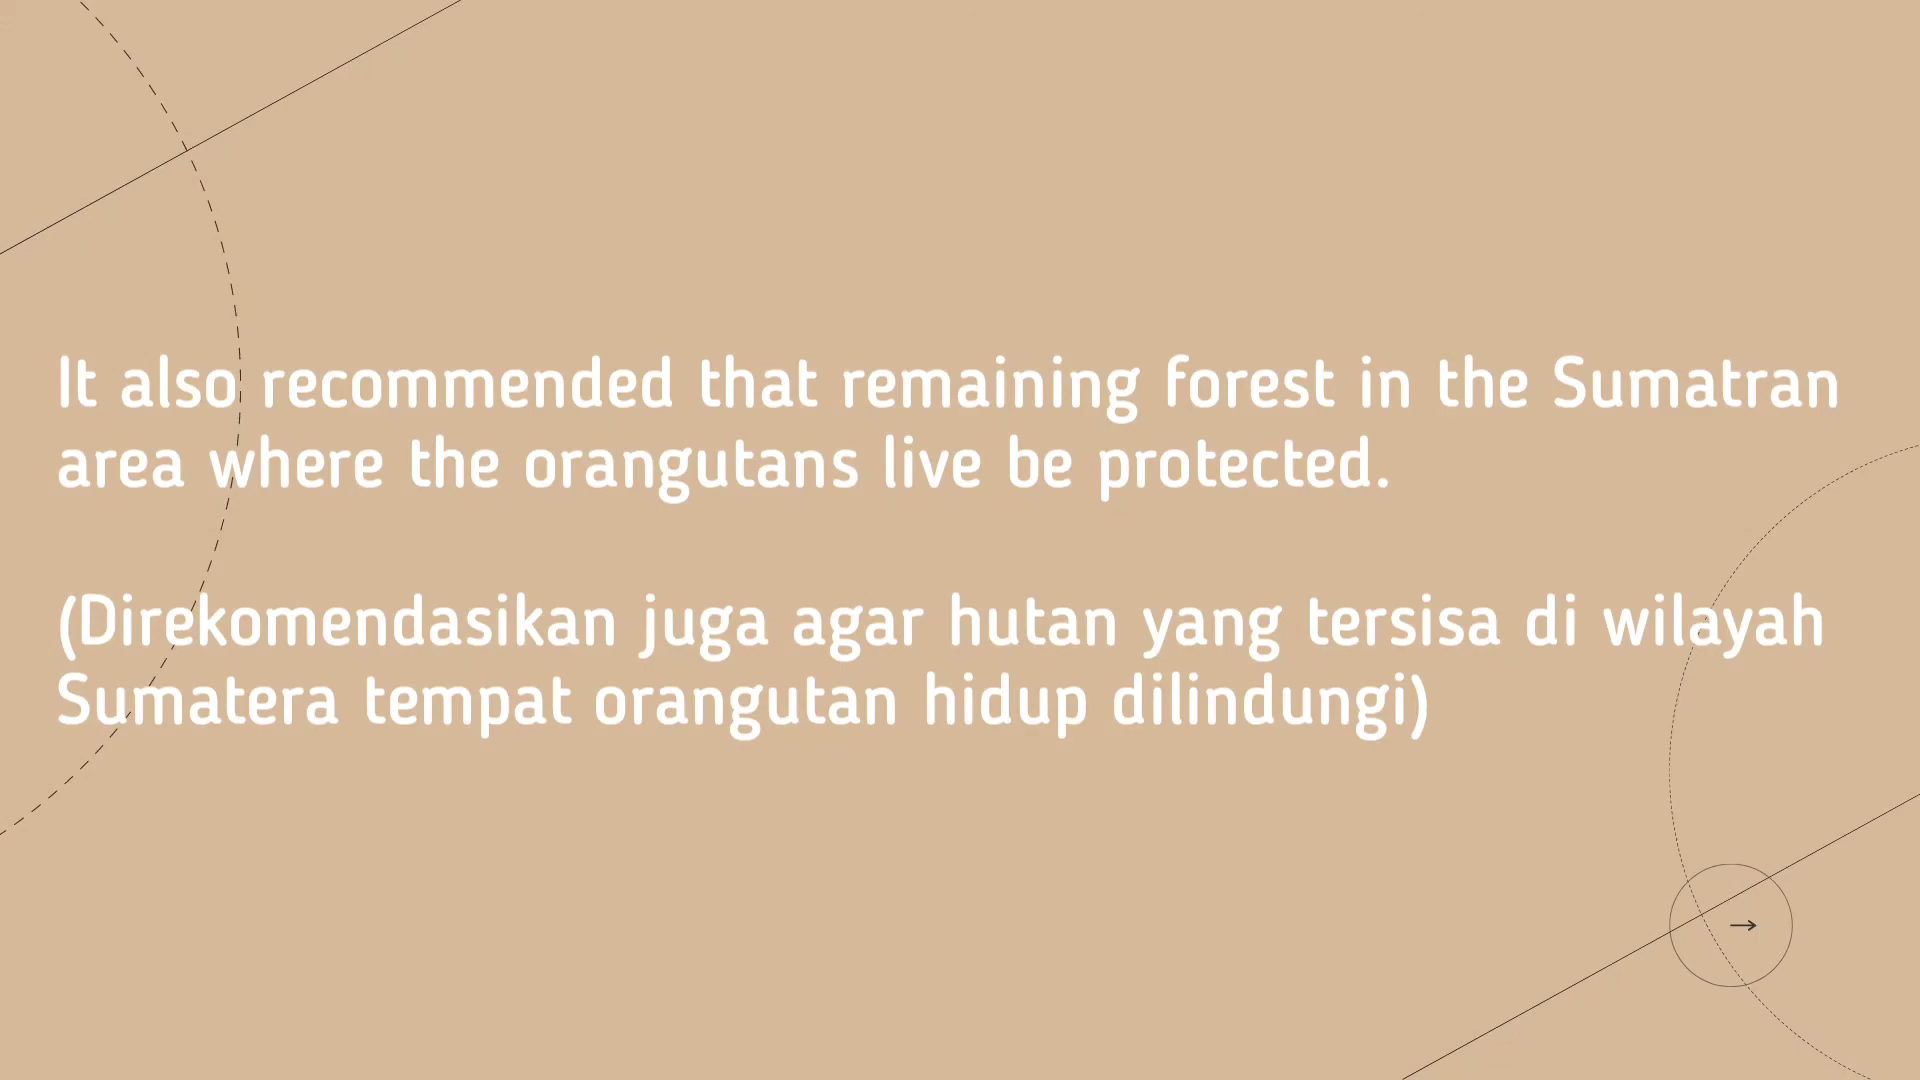 It also recommended that remaining forest in the Sumatran
area where the orangutans live be protected.
(Direkomendasikan juga agar hutan yang tersisa di wilayah
Sumatera tempat orangutan hidup dilindungi)